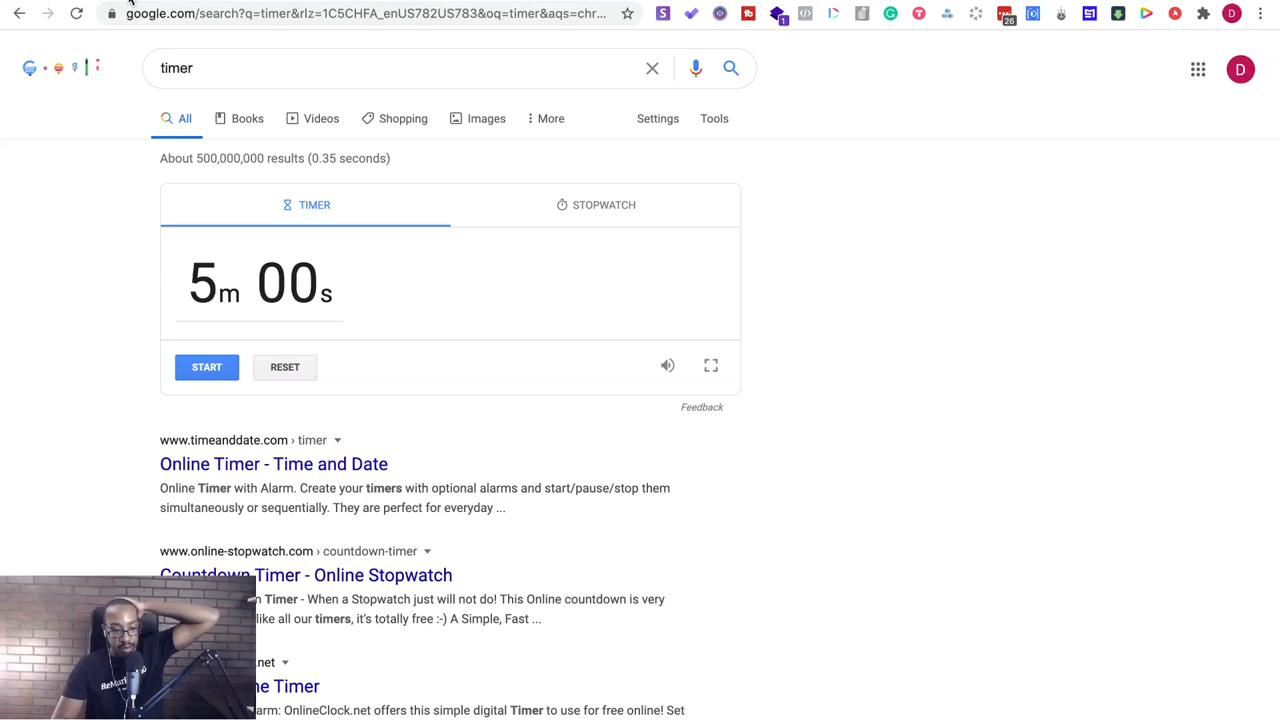 google.com/search?q=timer&rlz=1C5CHFA_enUS782US783&oq=timer&aqs=chr...
1
26
D
timer
D
All
Books
Videos
Shopping
Images
More
Settings
Tools
About 500,000,000 results (0.35 seconds)
TIMER
STOPWATCH
5m 00s
START
RESET
Feedback
www.timeanddate.com › timer
Online Timer - Time and Date
Online Timer with Alarm. Create your timers with optional alarms and start/pause/stop them
simultaneously or sequentially. They are perfect for everyday ...
www.online-stopwatch.com › countdown-timer
Countdown Timer - Online Stopwatch
Timer - When a Stopwatch just will not do! This Online countdown is very
like all our timers, it's totally free :-) A Simple, Fast ...
.net
Timer
arm: OnlineClock.net offers this simple digital Timer to use for free online! Set